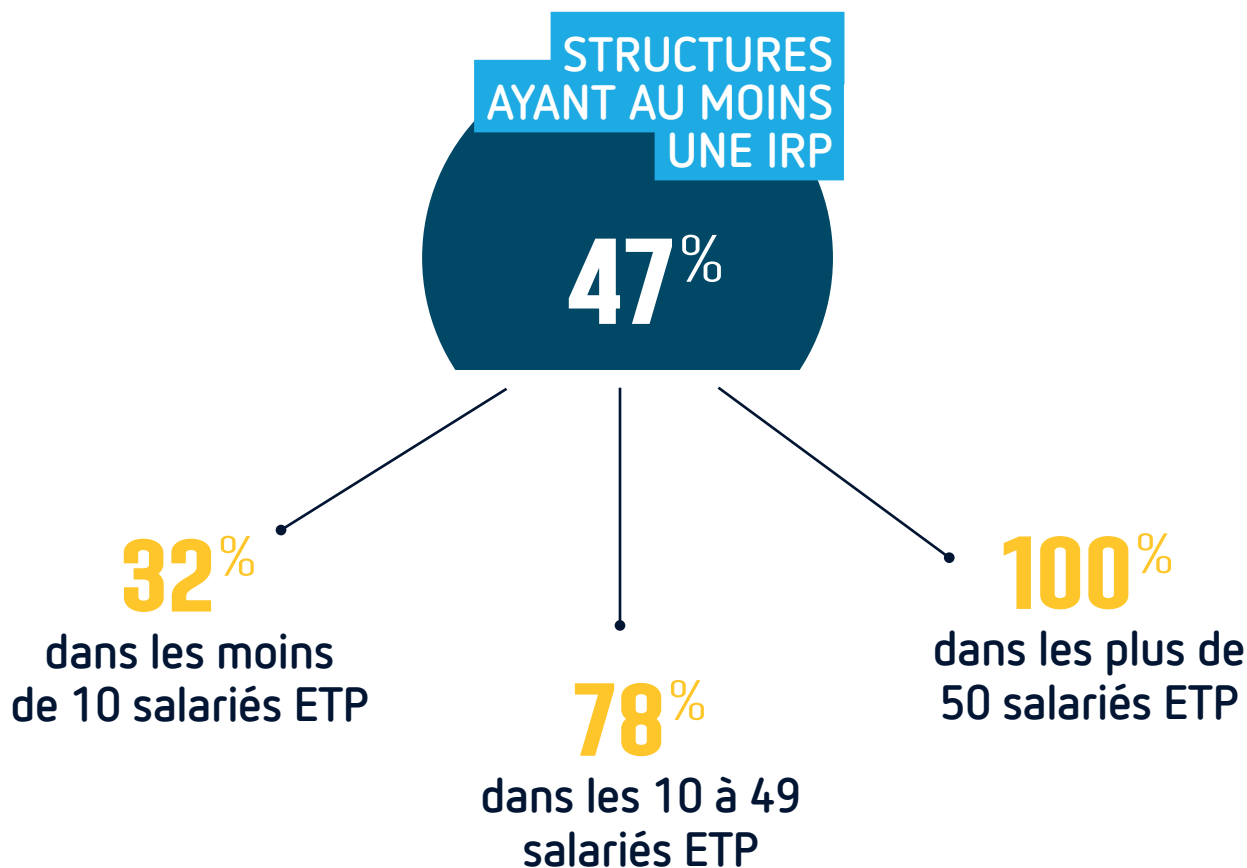 STRUCTURES
AYANT AU MOINS
UNE IRP
47%
32%
dans les moins
de 10 salariés ETP
78%
dans les 10 à 49
salariés ETP
100%
dans les plus de
50 salariés ETP